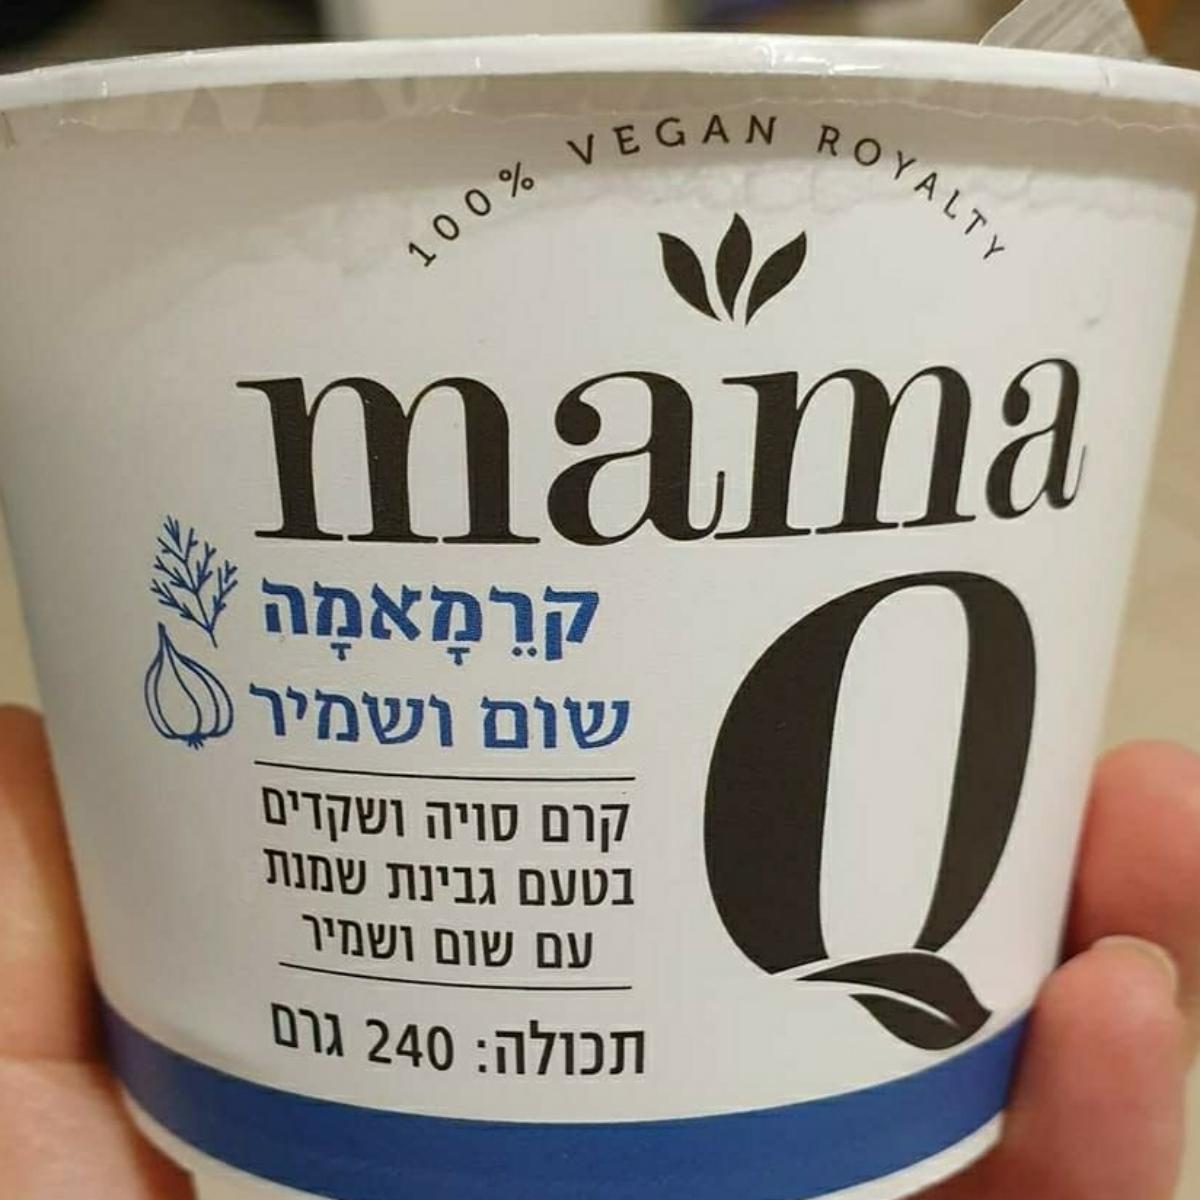 100% VEGAN ROYALTY
mama
Q
קרֵמָאמָה
שום ושמיר
קרם סויה ושקדים
בטעם גבינת שמנת
עם שום ושמיר
תכולה: 240 גרם